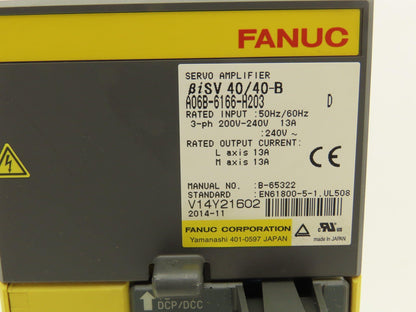 FANUC
SERVO AMPLIFIER
βiSV 40/40-B
A06B-6166-H203 D
RATED INPUT :50Hz/60Hz
3-ph 200V-240V 13A
:240V ~
RATED OUTPUT CURRENT:
L axis 13A
M axis 13A
CE
MANUAL NO. :B-65322
STANDARD :EN61800-5-1,UL508
V14Y21602
2014-11
FANUC CORPORATION
Yamanashi 401-0597 JAPAN
c UL US
made in JAPAN
DCP/DCC